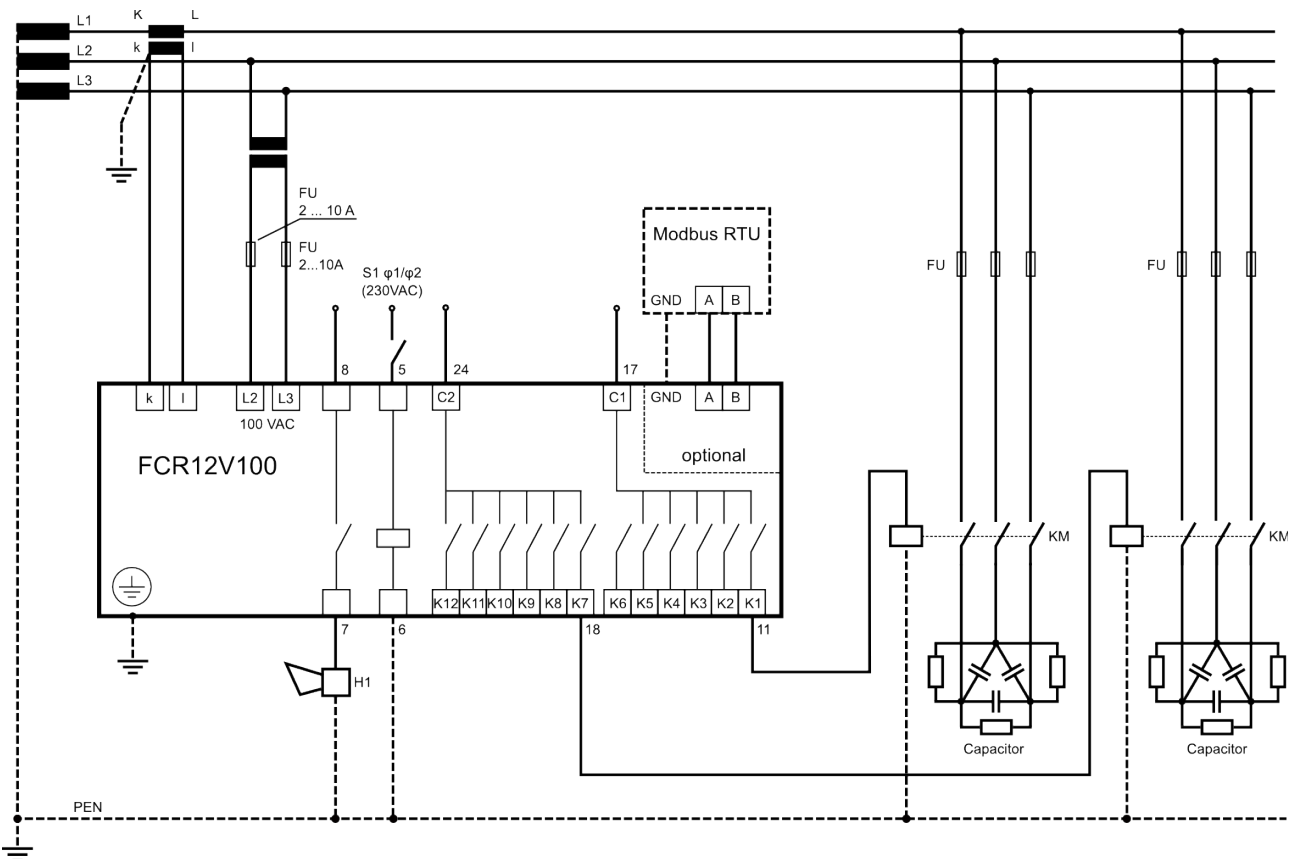 L1
K
L
L2
k
l
L3
FU
2 ... 10 A
FU
2...10A
S1 φ1/φ2
(230VAC)
Modbus RTU
GND
A
B
FU
FU
8
5
24
17
k
l
L2
L3
C2
C1
GND
A
B
100 VAC
optional
FCR12V100
KM
KM
K12
K11
K10
K9
K8
K7
K6
K5
K4
K3
K2
K1
7
6
18
11
H1
Capacitor
Capacitor
PEN